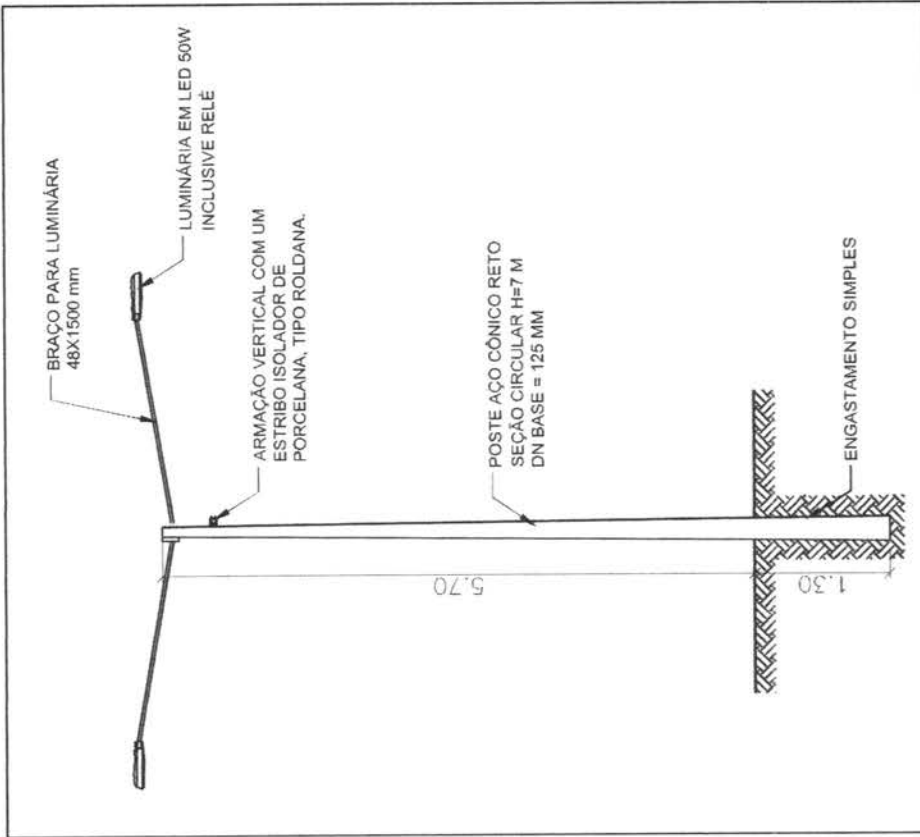 BRAÇO PARA LUMINÁRIA
48X1500 mm
LUMINÁRIA EM LED 50W
INCLUSIVE RELÉ
ARMAÇÃO VERTICAL COM UM
ESTRIBO ISOLADOR DE
PORCELANA, TIPO ROLDANA.
POSTE AÇO CÔNICO RETO
SEÇÃO CIRCULAR H=7 M
DN BASE = 125 MM
5.70
ENGASTAMENTO SIMPLES
1.30